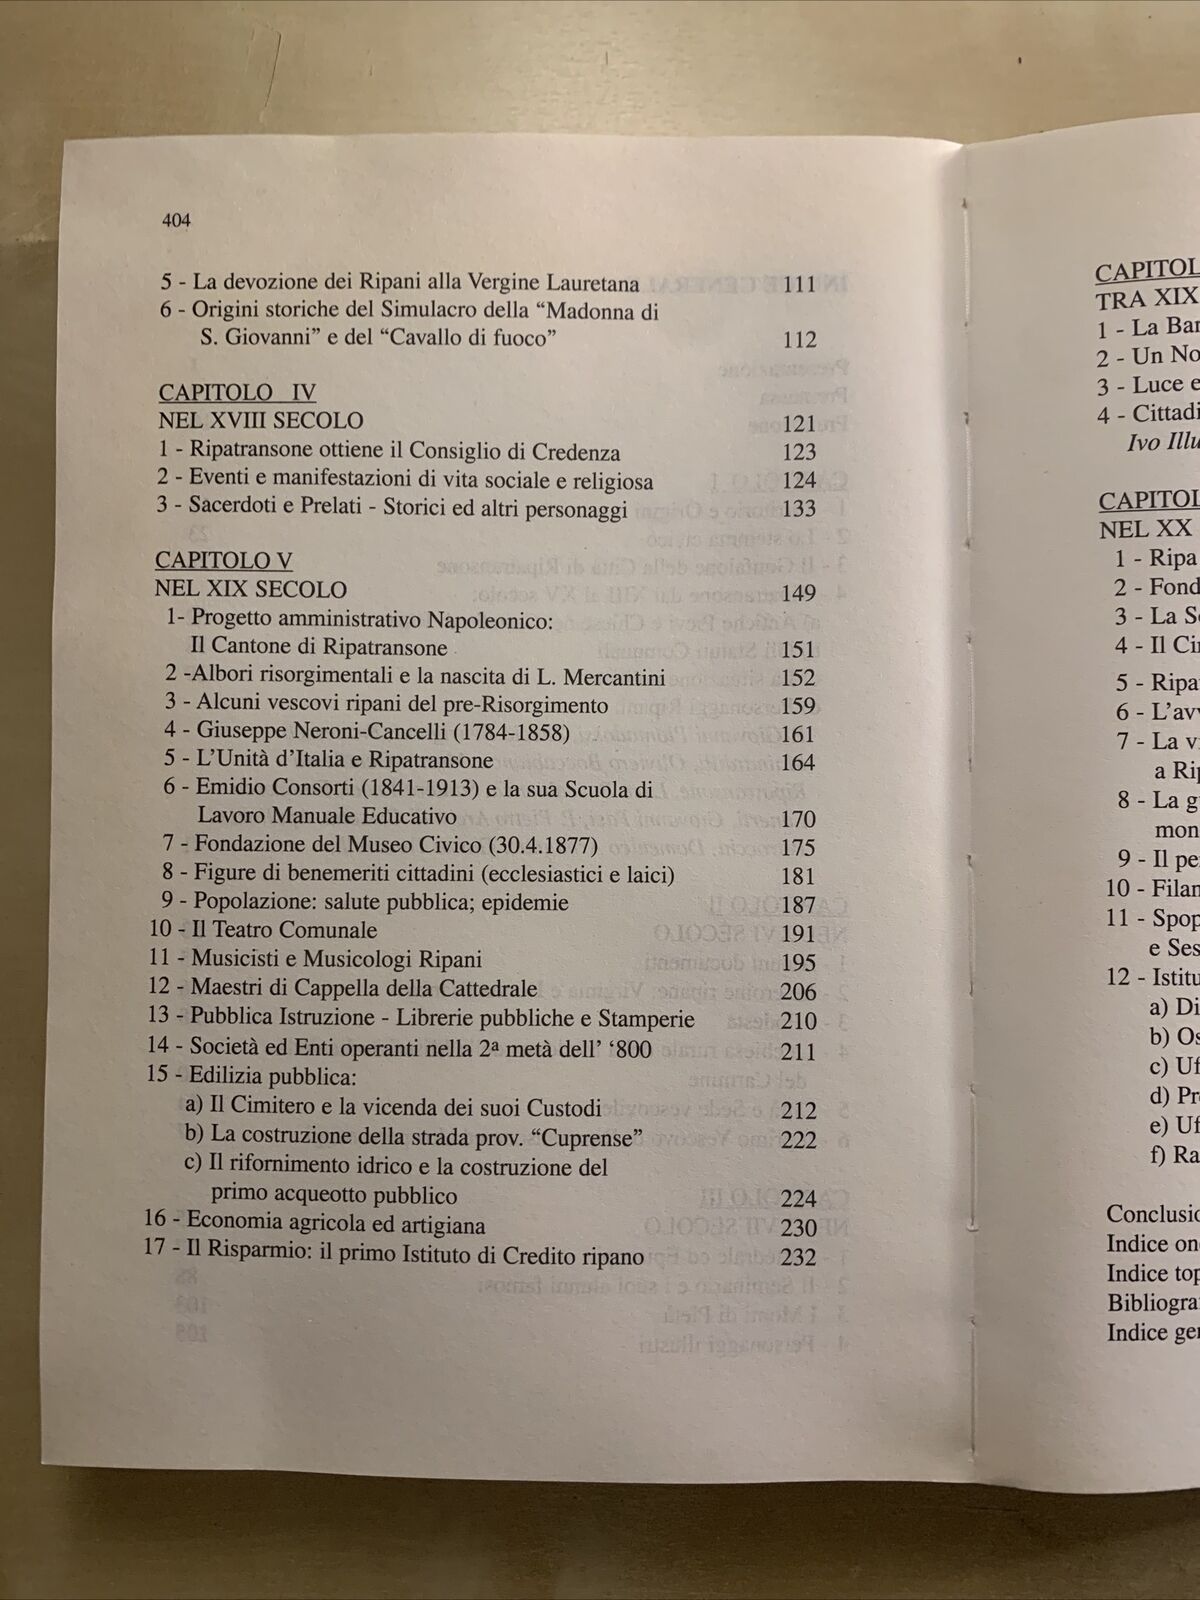 404
5 - La devozione dei Ripani alla Vergine Lauretana 111
6 - Origini storiche del Simulacro della “Madonna di
S. Giovanni” e del “Cavallo di fuoco” 112
CAPITOLO IV
NEL XVIII SECOLO 121
1 - Ripatransone ottiene il Consiglio di Credenza 123
2 - Eventi e manifestazioni di vita sociale e religiosa 124
3 - Sacerdoti e Prelati - Storici ed altri personaggi 133
CAPITOLO V
NEL XIX SECOLO 149
1- Progetto amministrativo Napoleonico:
Il Cantone di Ripatransone 151
2 -Albori risorgimentali e la nascita di L. Mercantini 152
3 - Alcuni vescovi ripani del pre-Risorgimento 159
4 - Giuseppe Neroni-Cancelli (1784-1858) 161
5 - L’Unità d’Italia e Ripatransone 164
6 - Emidio Consorti (1841-1913) e la sua Scuola di
Lavoro Manuale Educativo 170
7 - Fondazione del Museo Civico (30.4.1877) 175
8 - Figure di benemeriti cittadini (ecclesiastici e laici) 181
9 - Popolazione: salute pubblica; epidemie 187
10 - Il Teatro Comunale 191
11 - Musicisti e Musicologi Ripani 195
12 - Maestri di Cappella della Cattedrale 206
13 - Pubblica Istruzione - Librerie pubbliche e Stamperie 210
14 - Società ed Enti operanti nella 2ª metà dell’ ‘800 211
15 - Edilizia pubblica:
a) Il Cimitero e la vicenda dei suoi Custodi 212
b) La costruzione della strada prov. “Cuprense” 222
c) Il rifornimento idrico e la costruzione del
primo acqueotto pubblico 224
16 - Economia agricola ed artigiana 230
17 - Il Risparmio: il primo Istituto di Credito ripano 232
CAPITOL
TRA XIX
1 - La Ban
2 - Un No
3 - Luce e
4 - Cittadi
Ivo Illu
CAPITOL
NEL XX
1 - Ripa
2 - Fond
3 - La S
4 - Il Ci
5 - Ripa
6 - L’av
7 - La v
a Rip
8 - La g
mon
9 - Il pe
10 - Filan
11 - Spop
e Ses
12 - Istitu
a) Di
b) Os
c) Uf
d) Pr
e) Uf
f) Ra
Conclusio
Indice on
Indice top
Bibliogra
Indice ge